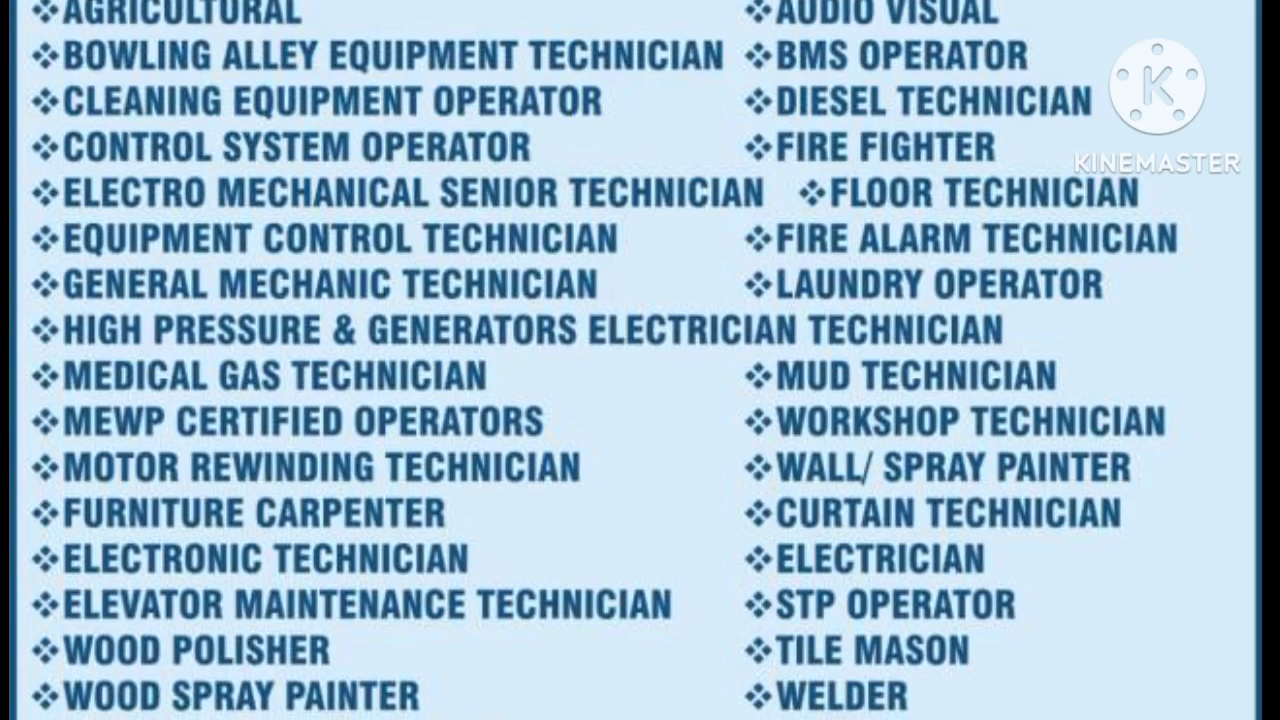 ❖AGRICULTURAL ❖AUDIO VISUAL
❖BOWLING ALLEY EQUIPMENT TECHNICIAN ❖BMS OPERATOR
❖CLEANING EQUIPMENT OPERATOR ❖DIESEL TECHNICIAN
❖CONTROL SYSTEM OPERATOR ❖FIRE FIGHTER
❖ELECTRO MECHANICAL SENIOR TECHNICIAN ❖FLOOR TECHNICIAN
❖EQUIPMENT CONTROL TECHNICIAN ❖FIRE ALARM TECHNICIAN
❖GENERAL MECHANIC TECHNICIAN ❖LAUNDRY OPERATOR
❖HIGH PRESSURE & GENERATORS ELECTRICIAN TECHNICIAN
❖MEDICAL GAS TECHNICIAN ❖MUD TECHNICIAN
❖MEWP CERTIFIED OPERATORS ❖WORKSHOP TECHNICIAN
❖MOTOR REWINDING TECHNICIAN ❖WALL/ SPRAY PAINTER
❖FURNITURE CARPENTER ❖CURTAIN TECHNICIAN
❖ELECTRONIC TECHNICIAN ❖ELECTRICIAN
❖ELEVATOR MAINTENANCE TECHNICIAN ❖STP OPERATOR
❖WOOD POLISHER ❖TILE MASON
❖WOOD SPRAY PAINTER ❖WELDER
K
KINEMASTER